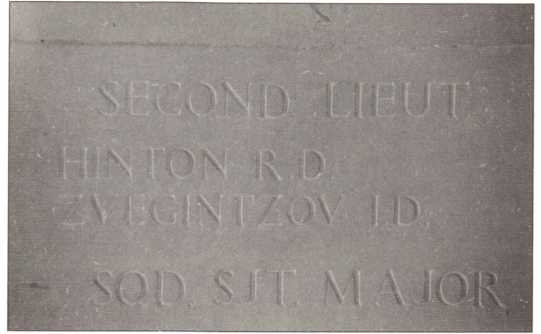 SECOND LIEUT.
HINTON R.D.
ZVEGINTZOV I.D.
SQD. SJT. MAJOR